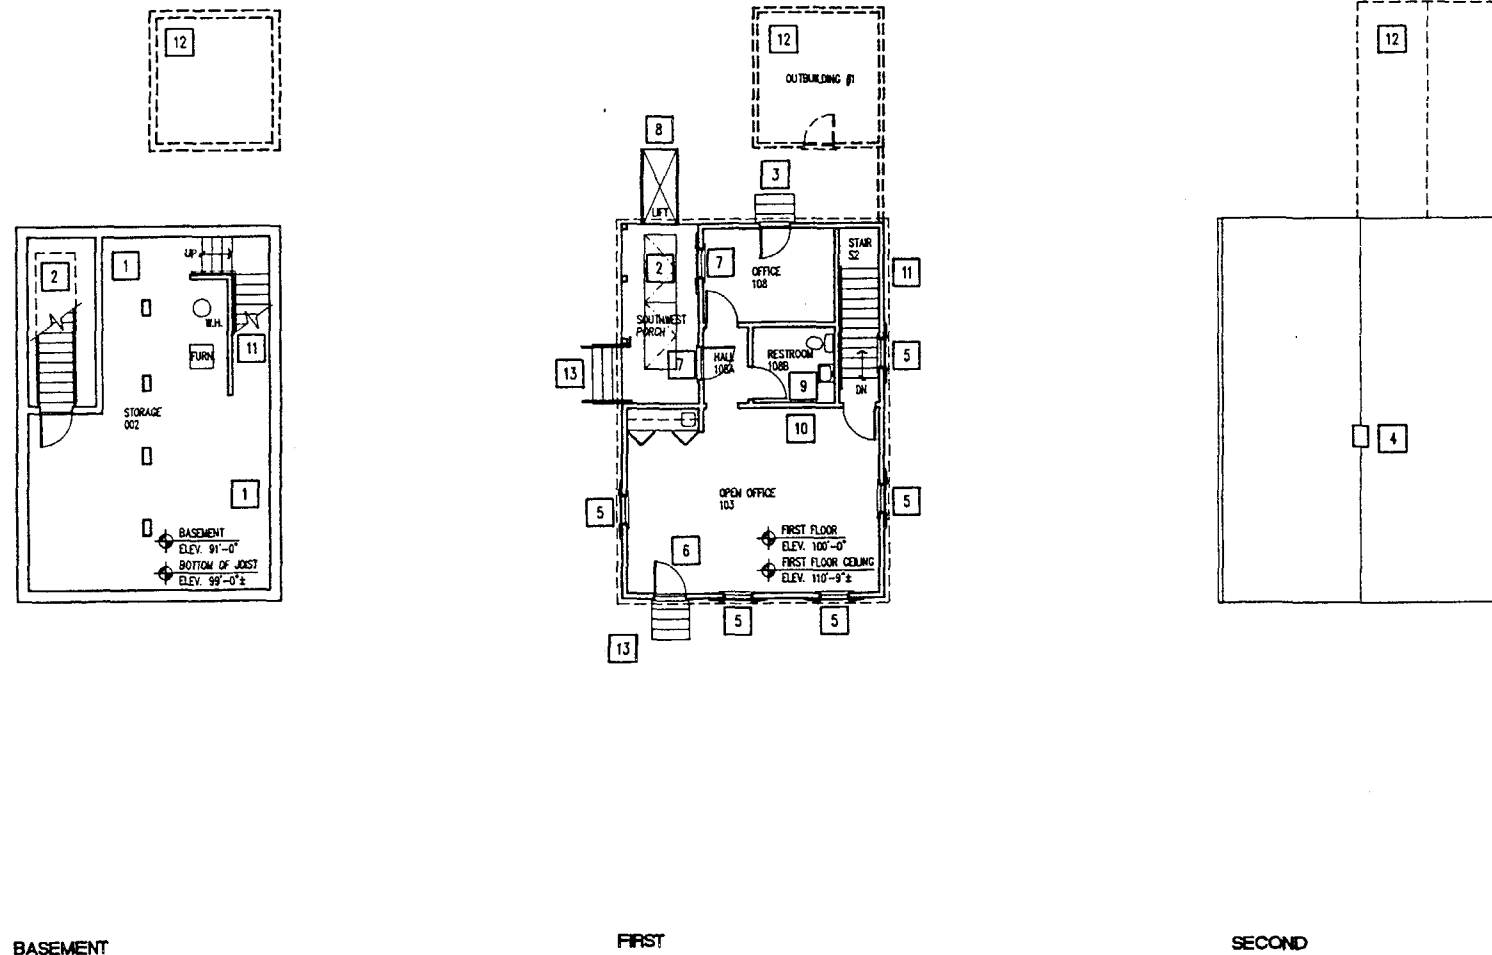 12
2
1
UP
W.H.
FURN
11
STORAGE
002
1
BASEMENT
ELEV. 91'-0"
BOTTOM OF JOIST
ELEV. 99'-0"±
BASEMENT
12
OUTBUILDING #1
8
3
LIFT
STAIR
S2
2
7
OFFICE
108
11
SOUTHWEST
PORCH
7
HALL
108A
RESTROOM
108B
5
13
9
DN
10
OPEN OFFICE
103
5
5
FIRST FLOOR
ELEV. 100'-0"
6
FIRST FLOOR CEILING
ELEV. 110'-9"±
5
5
13
FIRST
12
4
SECOND